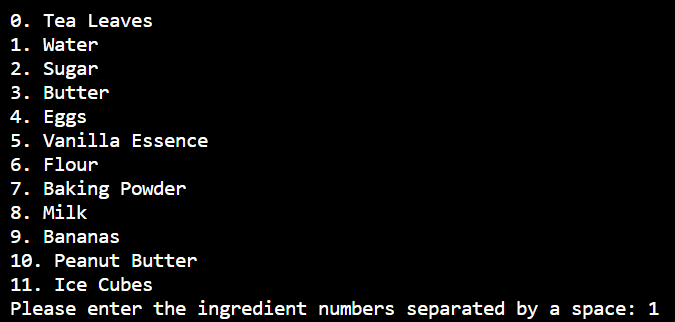 0. Tea Leaves
1. Water
2. Sugar
3. Butter
4. Eggs
5. Vanilla Essence
6. Flour
7. Baking Powder
8. Milk
9. Bananas
10. Peanut Butter
11. Ice Cubes
Please enter the ingredient numbers separated by a space: 1